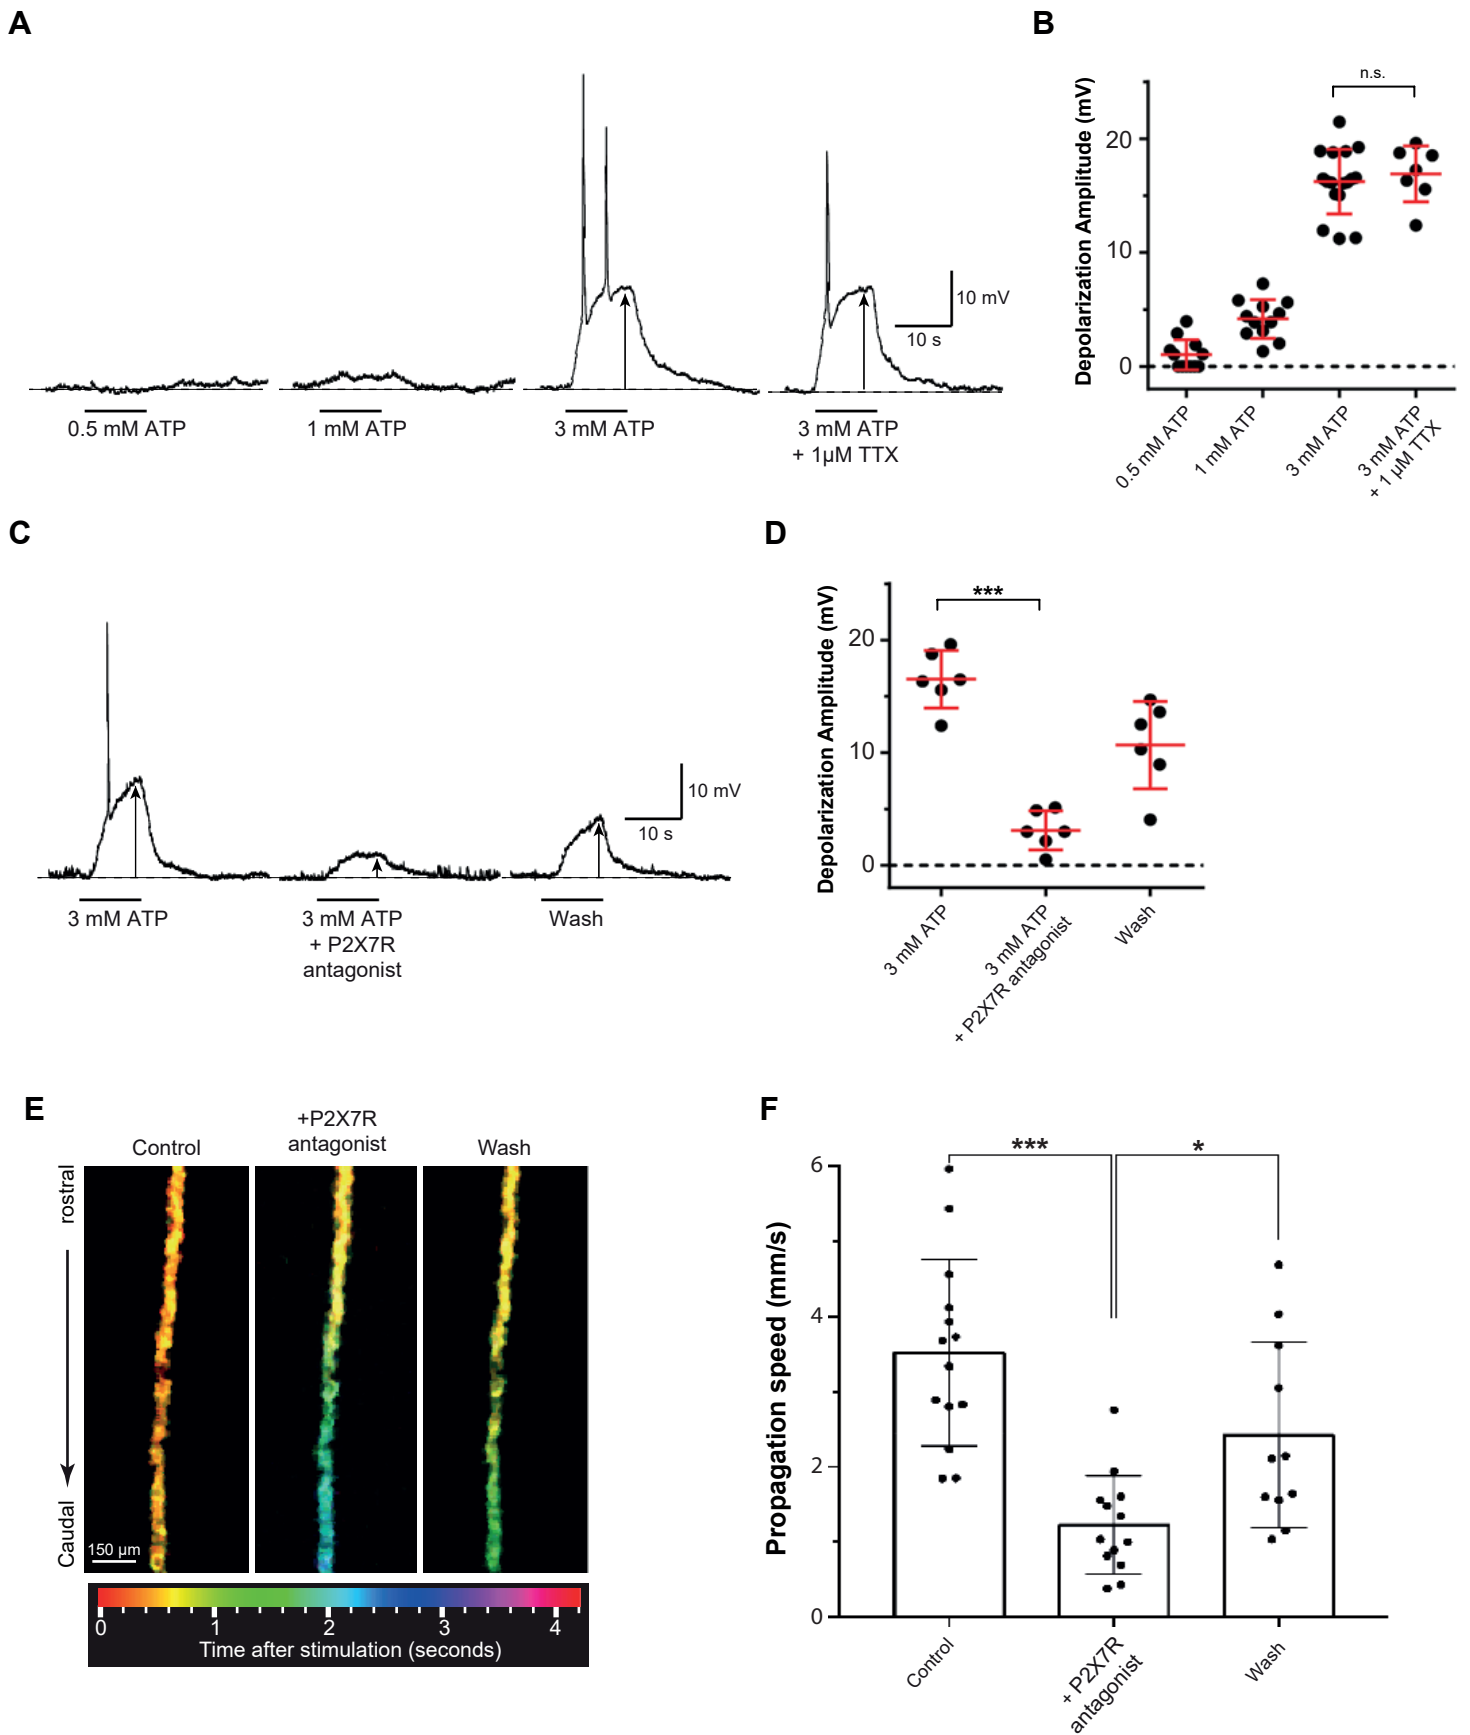 A
0.5 mM ATP
1 mM ATP
3 mM ATP
3 mM ATP
+ 1µM TTX
10 mV
10 s
B
Depolarization Amplitude (mV)
20
10
0
n.s.
0.5 mM ATP
1 mM ATP
3 mM ATP
3 mM ATP
+ 1 µM TTX
C
3 mM ATP
3 mM ATP
+ P2X7R
antagonist
Wash
10 mV
10 s
D
Depolarization Amplitude (mV)
20
10
0
***
3 mM ATP
3 mM ATP
+ P2X7R antagonist
Wash
E
Control
+P2X7R
antagonist
Wash
rostral
Caudal
150 µm
0 1 2 3 4
Time after stimulation (seconds)
F
Propagation speed (mm/s)
6
4
2
0
***
*
Control
+ P2X7R
antagonist
Wash